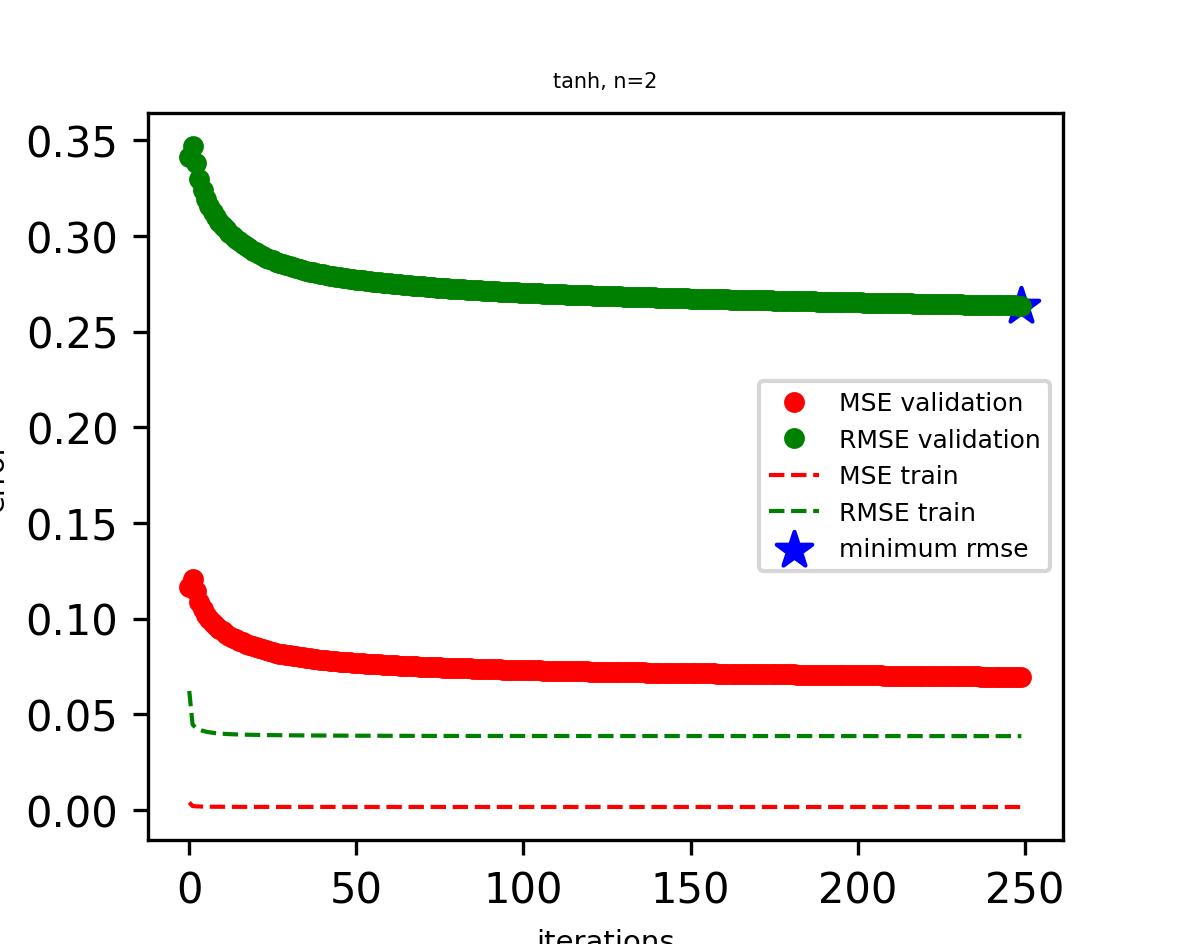 tanh, n=2
0.35
0.30
0.25
0.20
0.15
0.10
0.05
0.00
MSE validation
RMSE validation
MSE train
RMSE train
minimum rmse
0 50 100 150 200 250
iterations